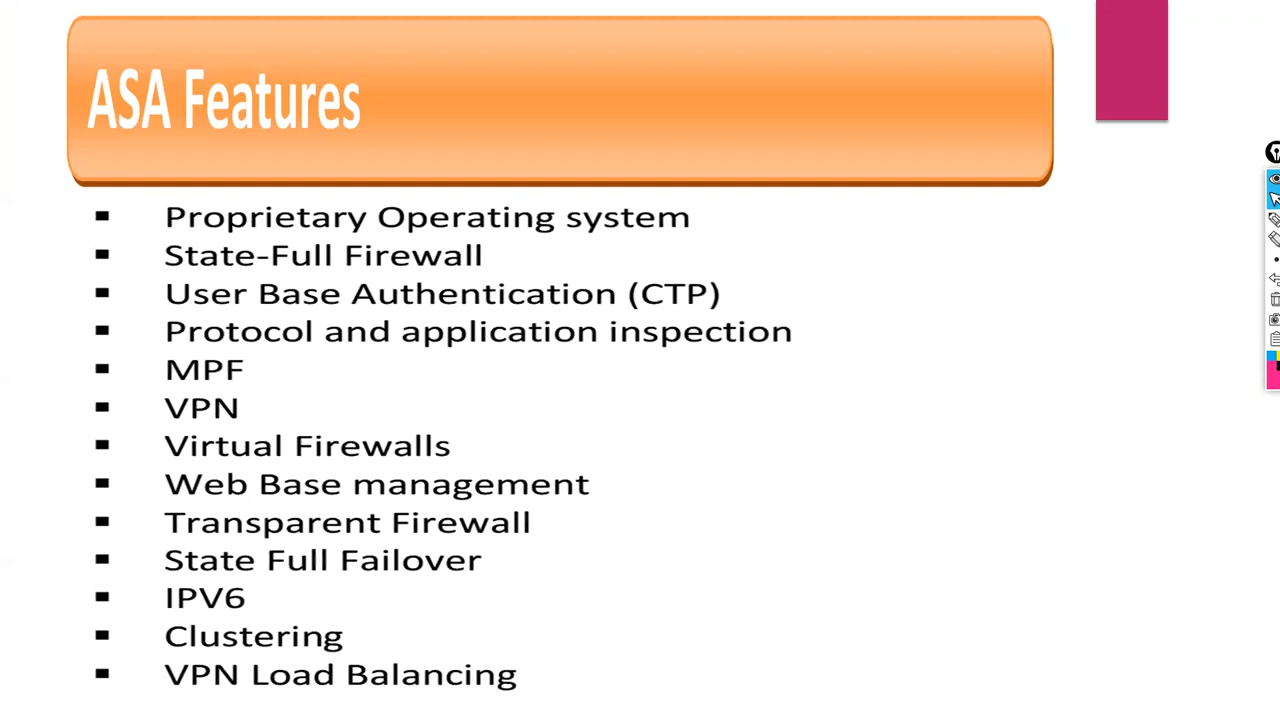 ASA Features
▪ Proprietary Operating system
▪ State-Full Firewall
▪ User Base Authentication (CTP)
▪ Protocol and application inspection
▪ MPF
▪ VPN
▪ Virtual Firewalls
▪ Web Base management
▪ Transparent Firewall
▪ State Full Failover
▪ IPV6
▪ Clustering
▪ VPN Load Balancing